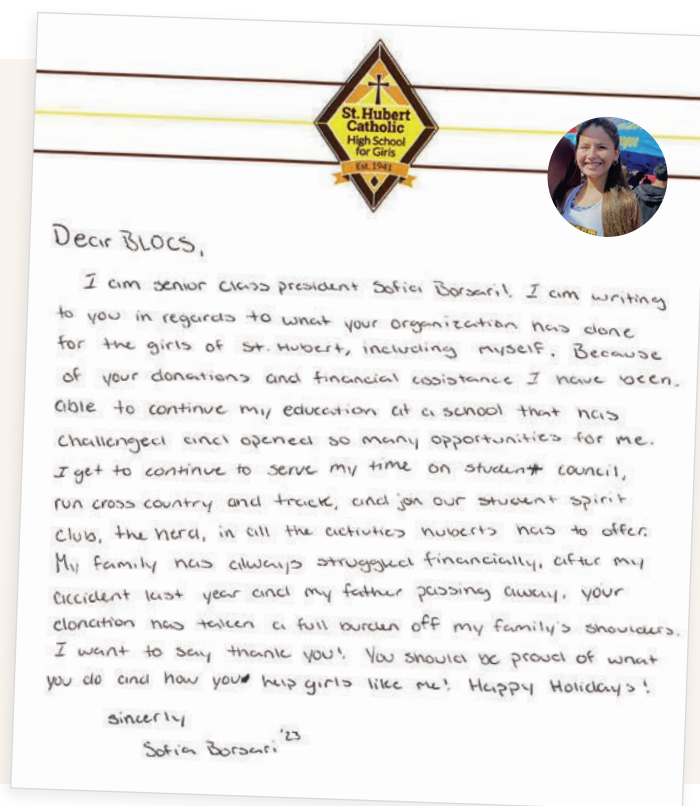 St. Hubert
Catholic
High School
for Girls
Est. 1941
Dear BLOCS,
I am senior class president Sofia Borsari!. I am writing
to you in regards to what your organization has done
for the girls of St. Hubert, including myself. Because
of your donations and financial assistance I have been.
able to continue my education at a school that has
challenged and opened so many opportunities for me.
I get to continue to serve my time on student council,
run cross country and track, and join our student spirit
club, the herd, in all the activities huberts has to offer.
My family has always struggled financially, after my
accident last year and my father passing away, your
donation has taken a full burden off my family's shoulders.
I want to say thank you! You should be proud of what
you do and how you help girls like me! Happy Holidays!
sincerly
Sofia Borsari '23